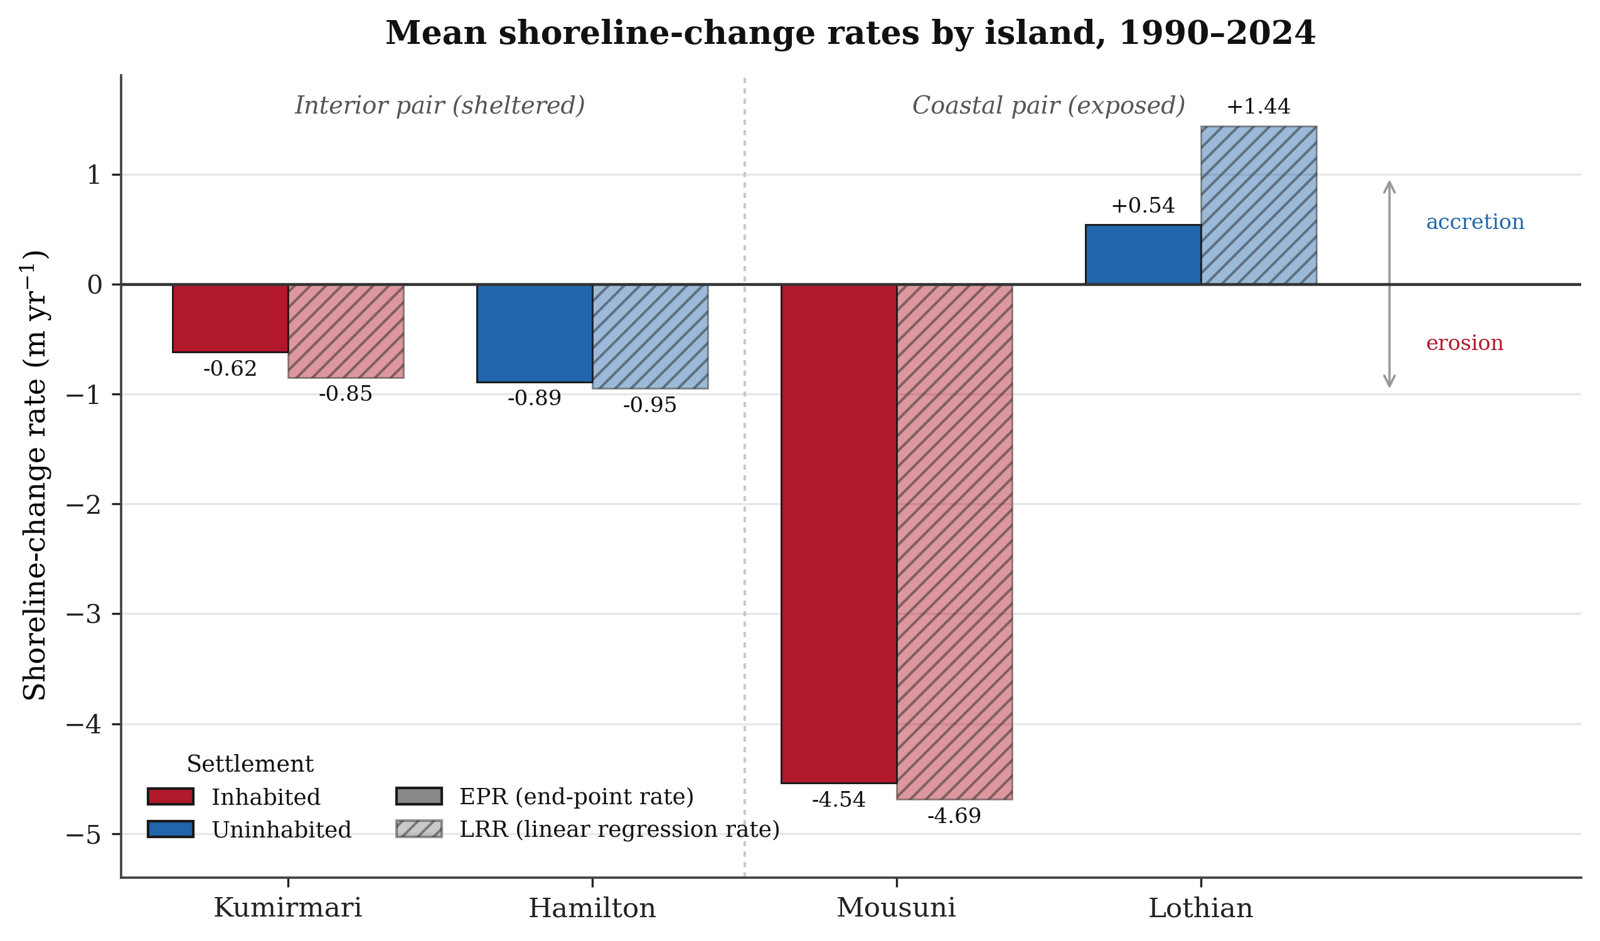 Mean shoreline-change rates by island, 1990–2024
Interior pair (sheltered)
Coastal pair (exposed)
+1.44
+0.54
accretion
erosion
-0.62
-0.85
-0.89
-0.95
-4.54
-4.69
Shoreline-change rate (m yr⁻¹)
1
0
−1
−2
−3
−4
−5
Settlement
Inhabited
Uninhabited
EPR (end-point rate)
LRR (linear regression rate)
Kumirmari
Hamilton
Mousuni
Lothian